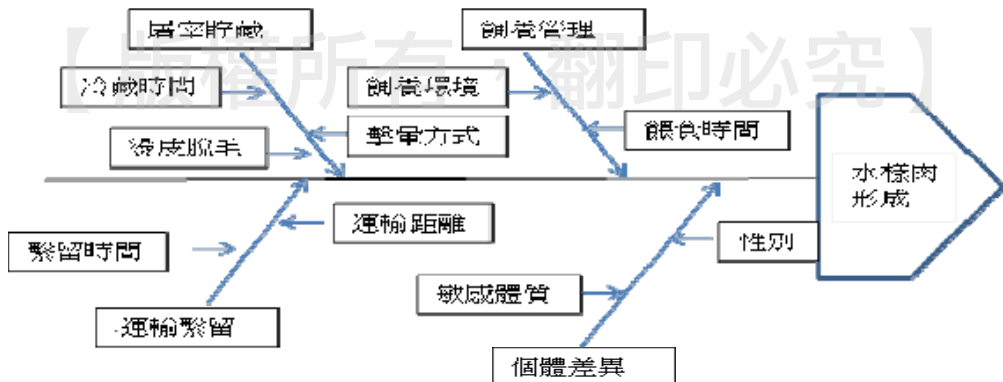 屠宰貯藏
飼養管理
【版權所有，翻印必究】
冷藏時間
飼養環境
擊暈方式
餵食時間
燙皮脫毛
水樣肉
形成
運輸距離
繫留時間
性別
敏感體質
運輸繫留
個體差異